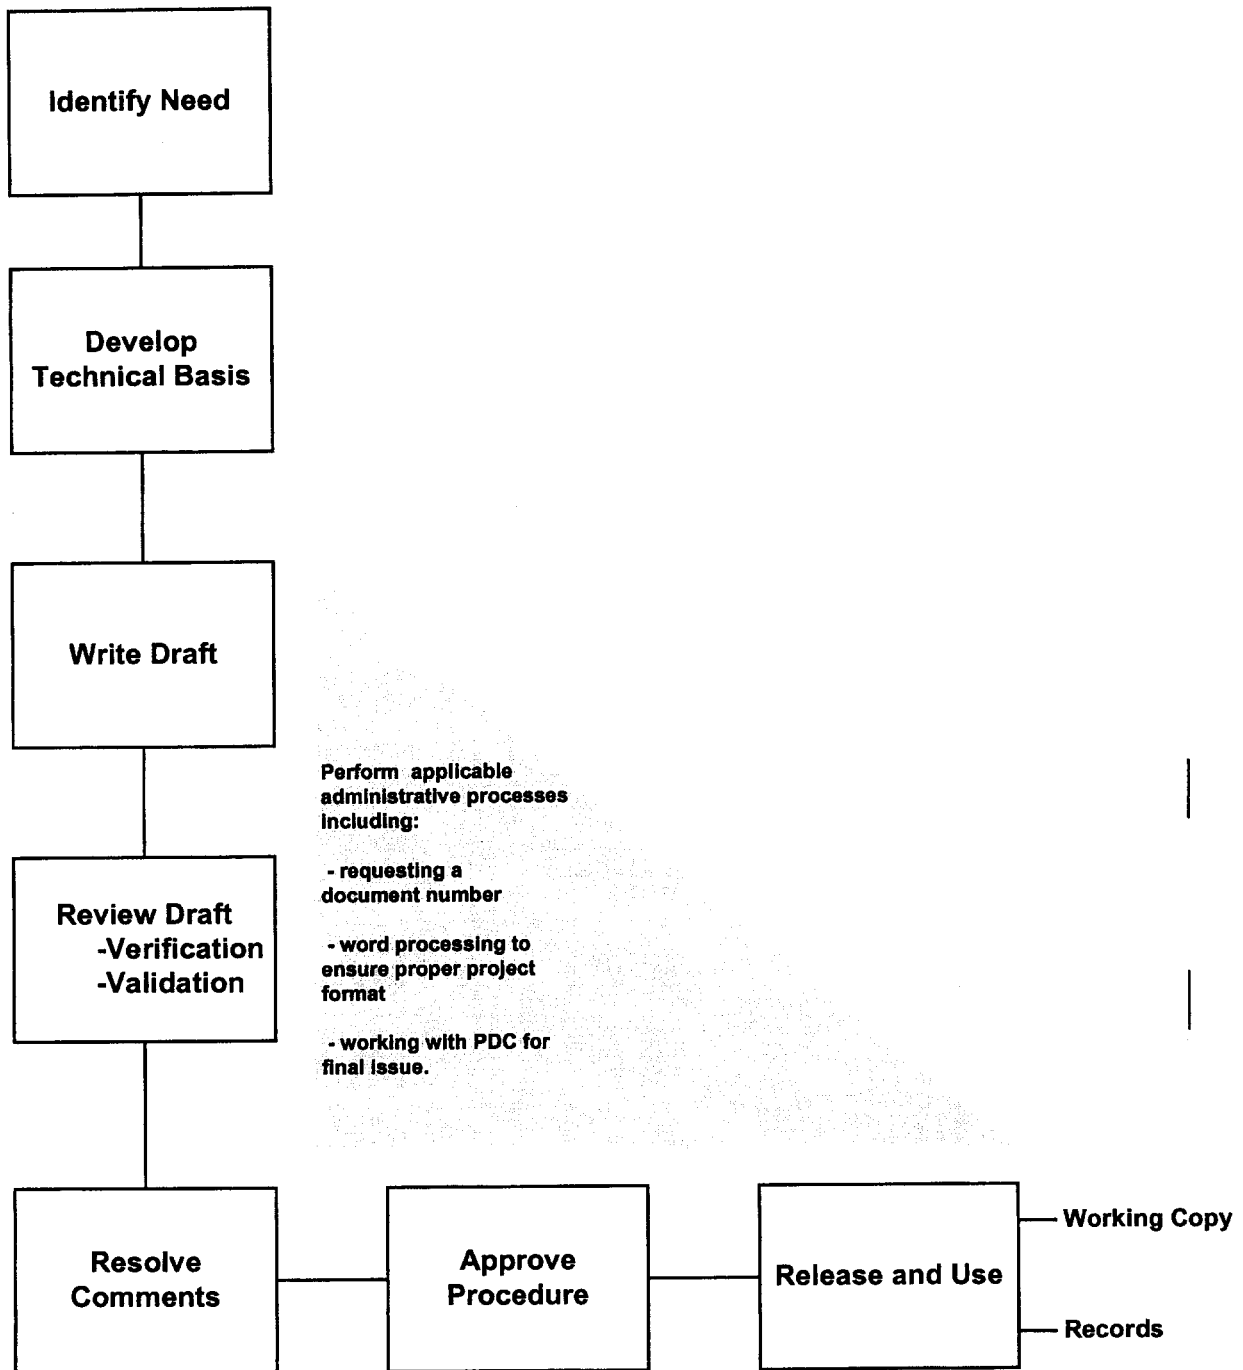 Identify Need
Develop
Technical Basis
Write Draft
Perform applicable
administrative processes
including:
- requesting a
document number
- word processing to
ensure proper project
format
- working with PDC for
final issue.
Review Draft
-Verification
-Validation
Resolve
Comments
Approve
Procedure
Release and Use
Working Copy
Records